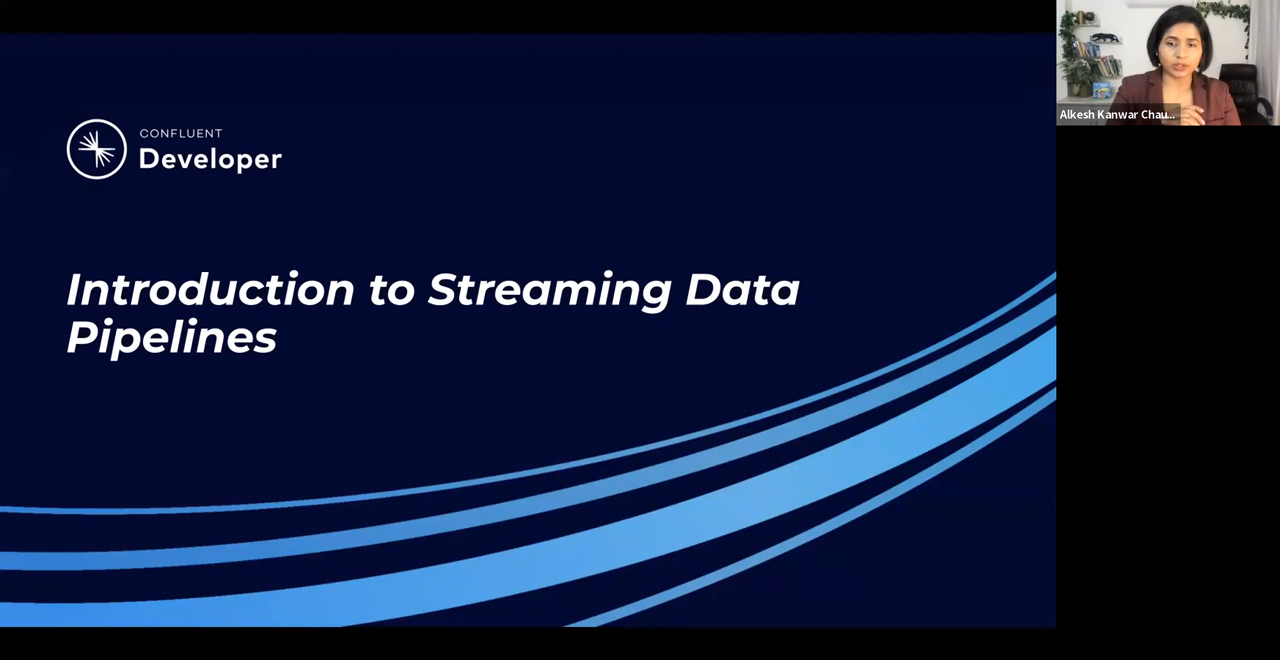 CONFLUENT
Developer
Introduction to Streaming Data
Pipelines
Alkesh Kanwar Chau...